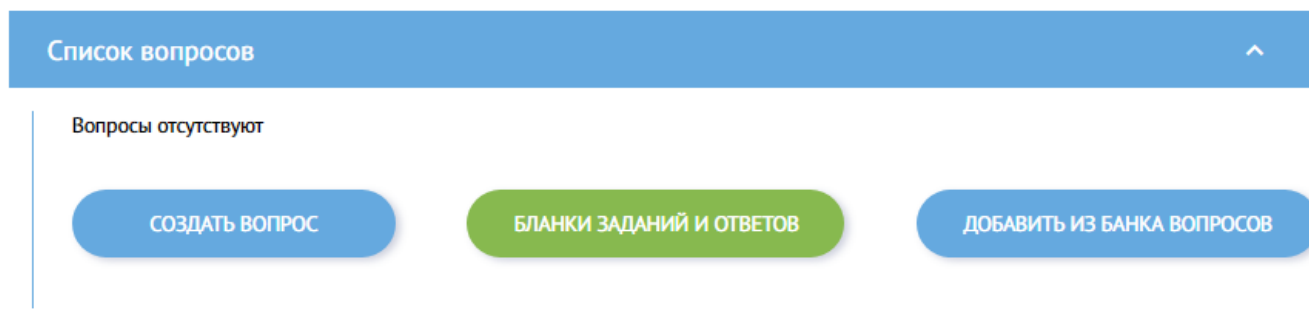 Список вопросов
Вопросы отсутствуют
СОЗДАТЬ ВОПРОС
БЛАНКИ ЗАДАНИЙ И ОТВЕТОВ
ДОБАВИТЬ ИЗ БАНКА ВОПРОСОВ